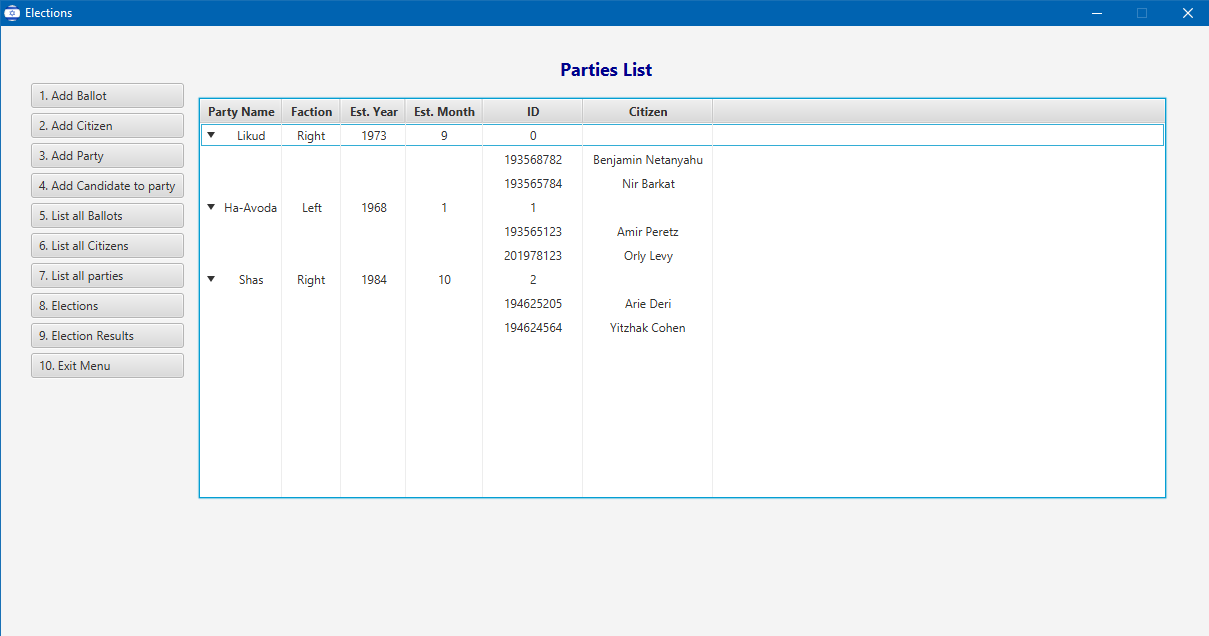 Elections
Parties List
1. Add Ballot
2. Add Citizen
3. Add Party
4. Add Candidate to party
5. List all Ballots
6. List all Citizens
7. List all parties
8. Elections
9. Election Results
10. Exit Menu
Party Name Faction Est. Year Est. Month ID Citizen
Likud Right 1973 9 0
193568782 Benjamin Netanyahu
193565784 Nir Barkat
Ha-Avoda Left 1968 1 1
193565123 Amir Peretz
201978123 Orly Levy
Shas Right 1984 10 2
194625205 Arie Deri
194624564 Yitzhak Cohen